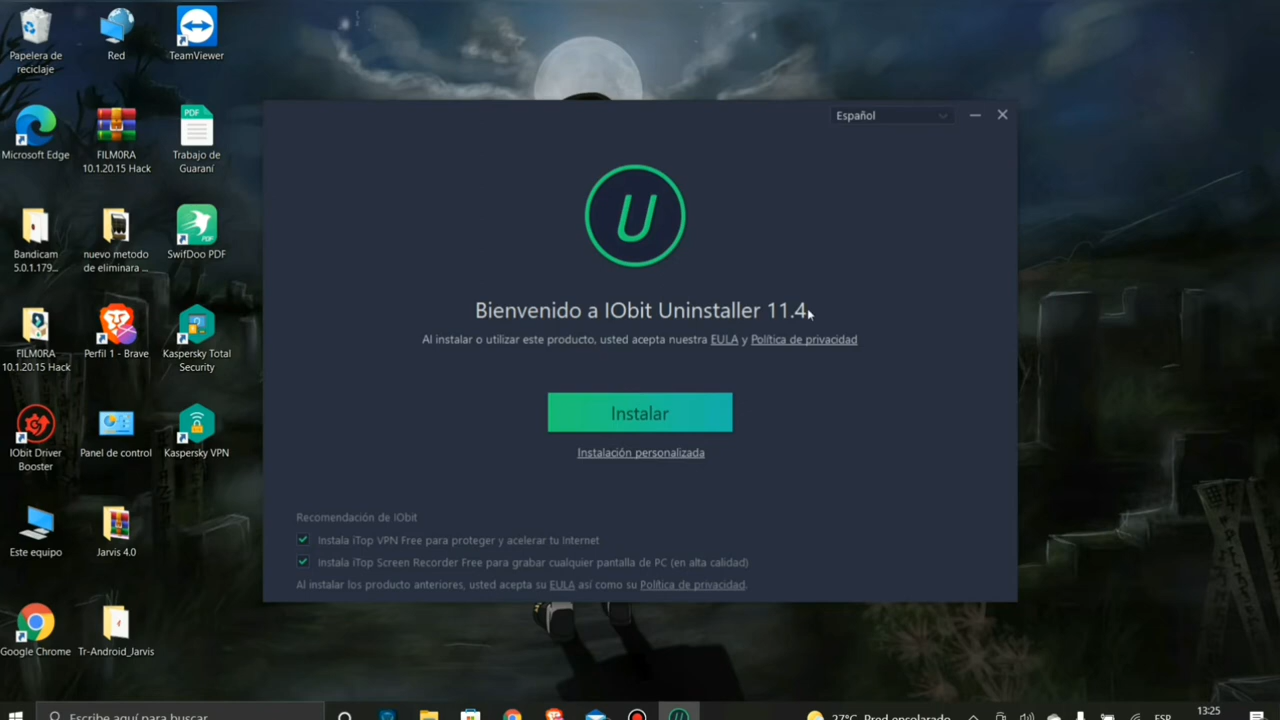 Papelera de
reciclaje
Red
TeamViewer
Microsoft Edge
FILM0RA
10.1.20.15 Hack
PDF
Trabajo de
Guaraní
Bandicam
5.0.1.179...
nuevo metodo
de eliminara ...
PDF
SwifDoo PDF
FILM0RA
10.1.20.15 Hack
Perfil 1 - Brave
Kaspersky Total
Security
IObit Driver
Booster
Panel de control
Kaspersky VPN
Este equipo
Jarvis 4.0
Google Chrome
Tr-Android_Jarvis
Español
U
Bienvenido a IObit Uninstaller 11.4
Al instalar o utilizar este producto, usted acepta nuestra EULA y Política de privacidad
Instalar
Instalación personalizada
Recomendación de IObit
Instala iTop VPN Free para proteger y acelerar tu Internet
Instala iTop Screen Recorder Free para grabar cualquier pantalla de PC (en alta calidad)
Al instalar los producto anteriores, usted acepta su EULA así como su Política de privacidad.
Escribe aquí para buscar
27°C Pred. soleado
ESP
13:25